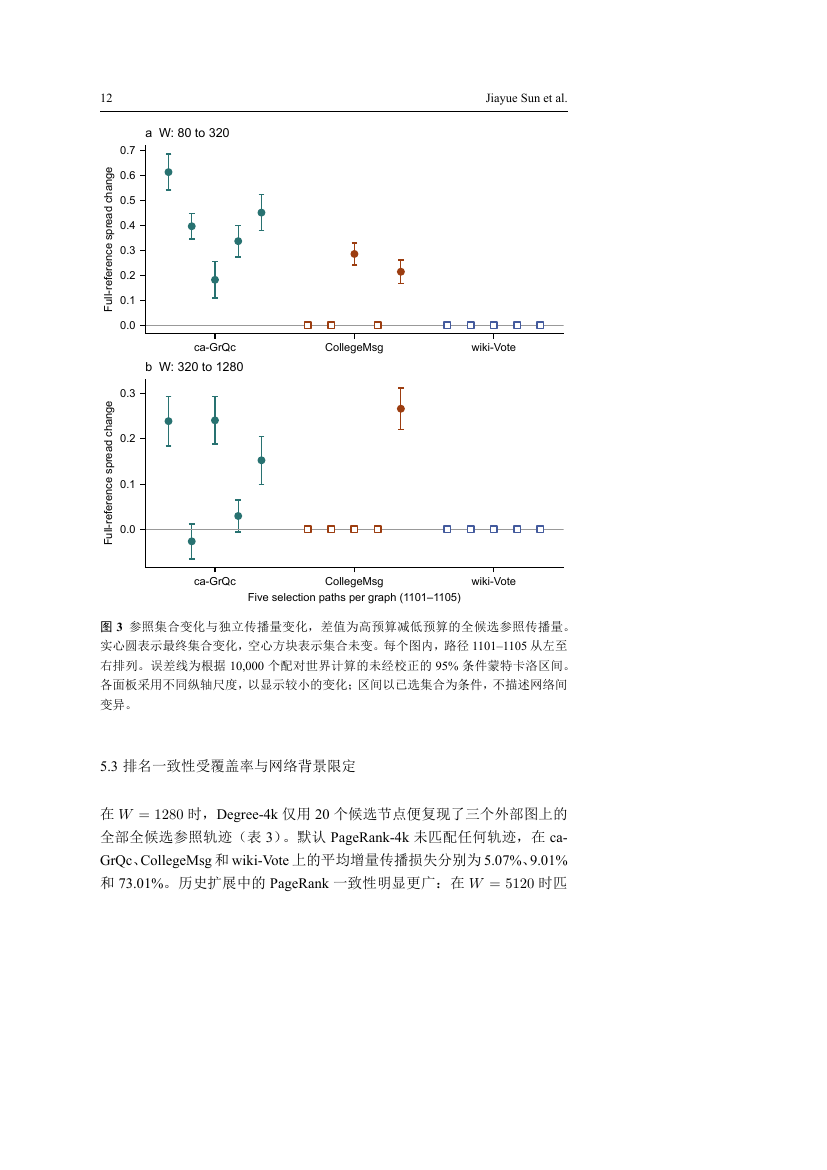 12
Jiayue Sun et al.
a W: 80 to 320
Full-reference spread change
0.7
0.6
0.5
0.4
0.3
0.2
0.1
0.0
ca-GrQc
CollegeMsg
wiki-Vote
b W: 320 to 1280
Full-reference spread change
0.3
0.2
0.1
0.0
ca-GrQc
CollegeMsg
wiki-Vote
Five selection paths per graph (1101–1105)
图 3 参照集合变化与独立传播量变化，差值为高预算减低预算的全候选参照传播量。
实心圆表示最终集合变化，空心方块表示集合未变。每个图内，路径 1101–1105 从左至
右排列。误差线为根据 10,000 个配对世界计算的未经校正的 95% 条件蒙特卡洛区间。
各面板采用不同纵轴尺度，以显示较小的变化；区间以已选集合为条件，不描述网络间
变异。
5.3 排名一致性受覆盖率与网络背景限定
在 W = 1280 时，Degree-4k 仅用 20 个候选节点便复现了三个外部图上的
全部全候选参照轨迹（表 3）。默认 PageRank-4k 未匹配任何轨迹，在 ca-
GrQc、CollegeMsg 和 wiki-Vote 上的平均增量传播损失分别为 5.07%、9.01%
和 73.01%。历史扩展中的 PageRank 一致性明显更广：在 W = 5120 时匹